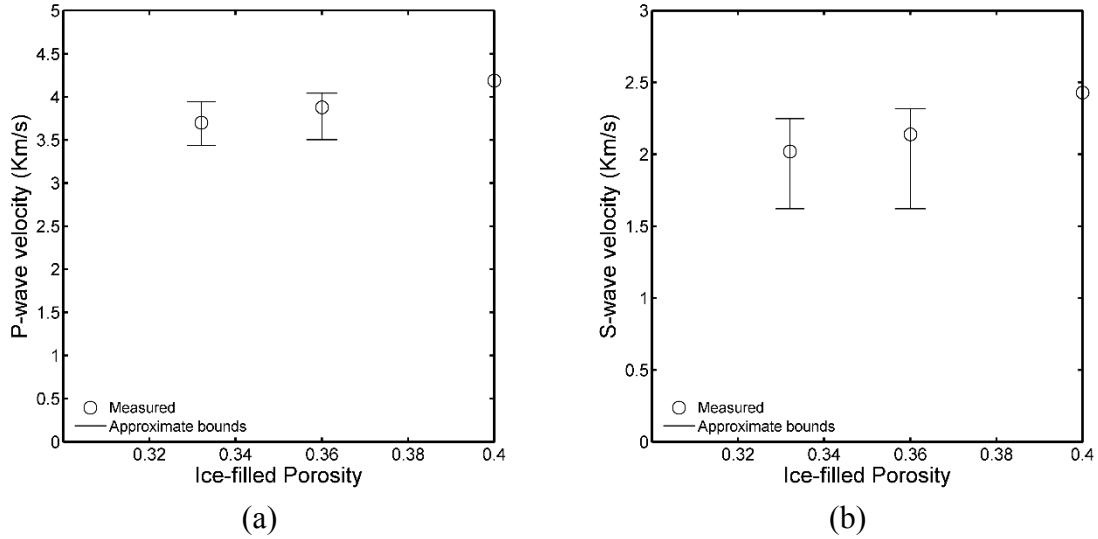 5
4.5
4
3.5
3
2.5
2
1.5
1
0.5
0
P-wave velocity (Km/s)
Measured
Approximate bounds
0.32 0.34 0.36 0.38 0.4
Ice-filled Porosity
(a)
3
2.5
2
1.5
1
0.5
0
S-wave velocity (Km/s)
Measured
Approximate bounds
0.32 0.34 0.36 0.38 0.4
Ice-filled Porosity
(b)